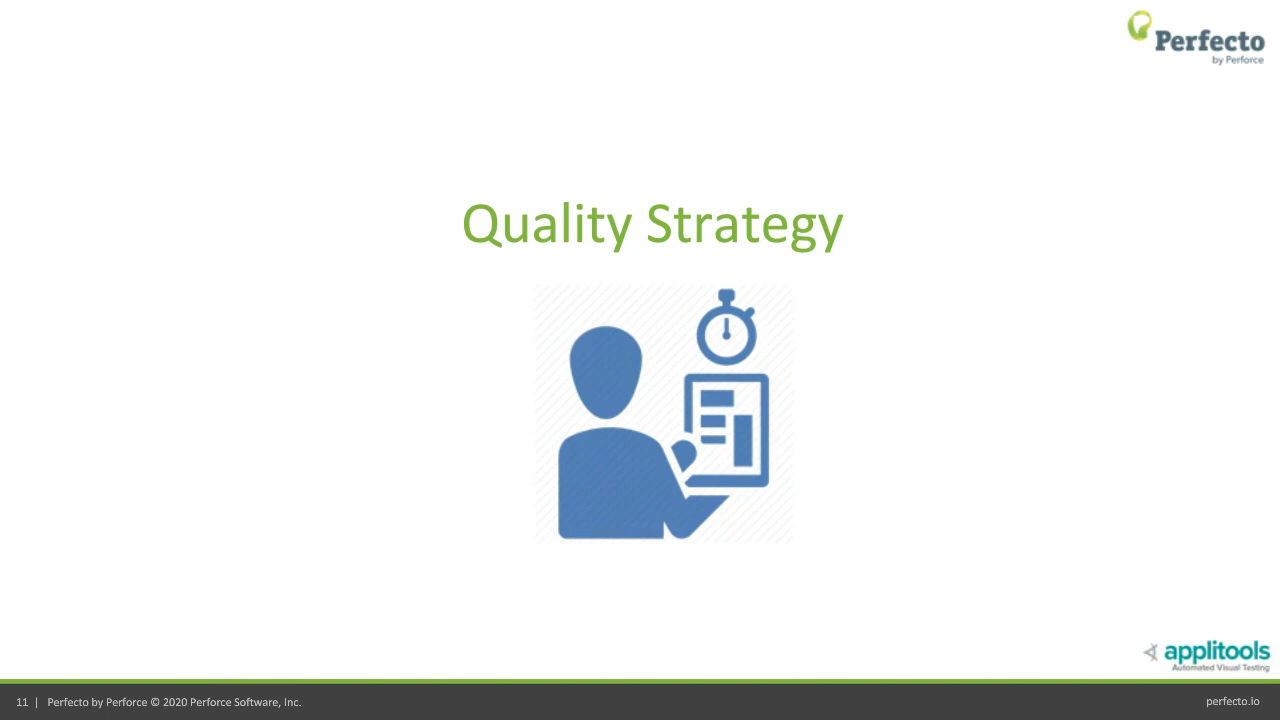 Perfecto
by Perforce
Quality Strategy
applitools
Automated Visual Testing
11 | Perfecto by Perforce © 2020 Perforce Software, Inc.
perfecto.io